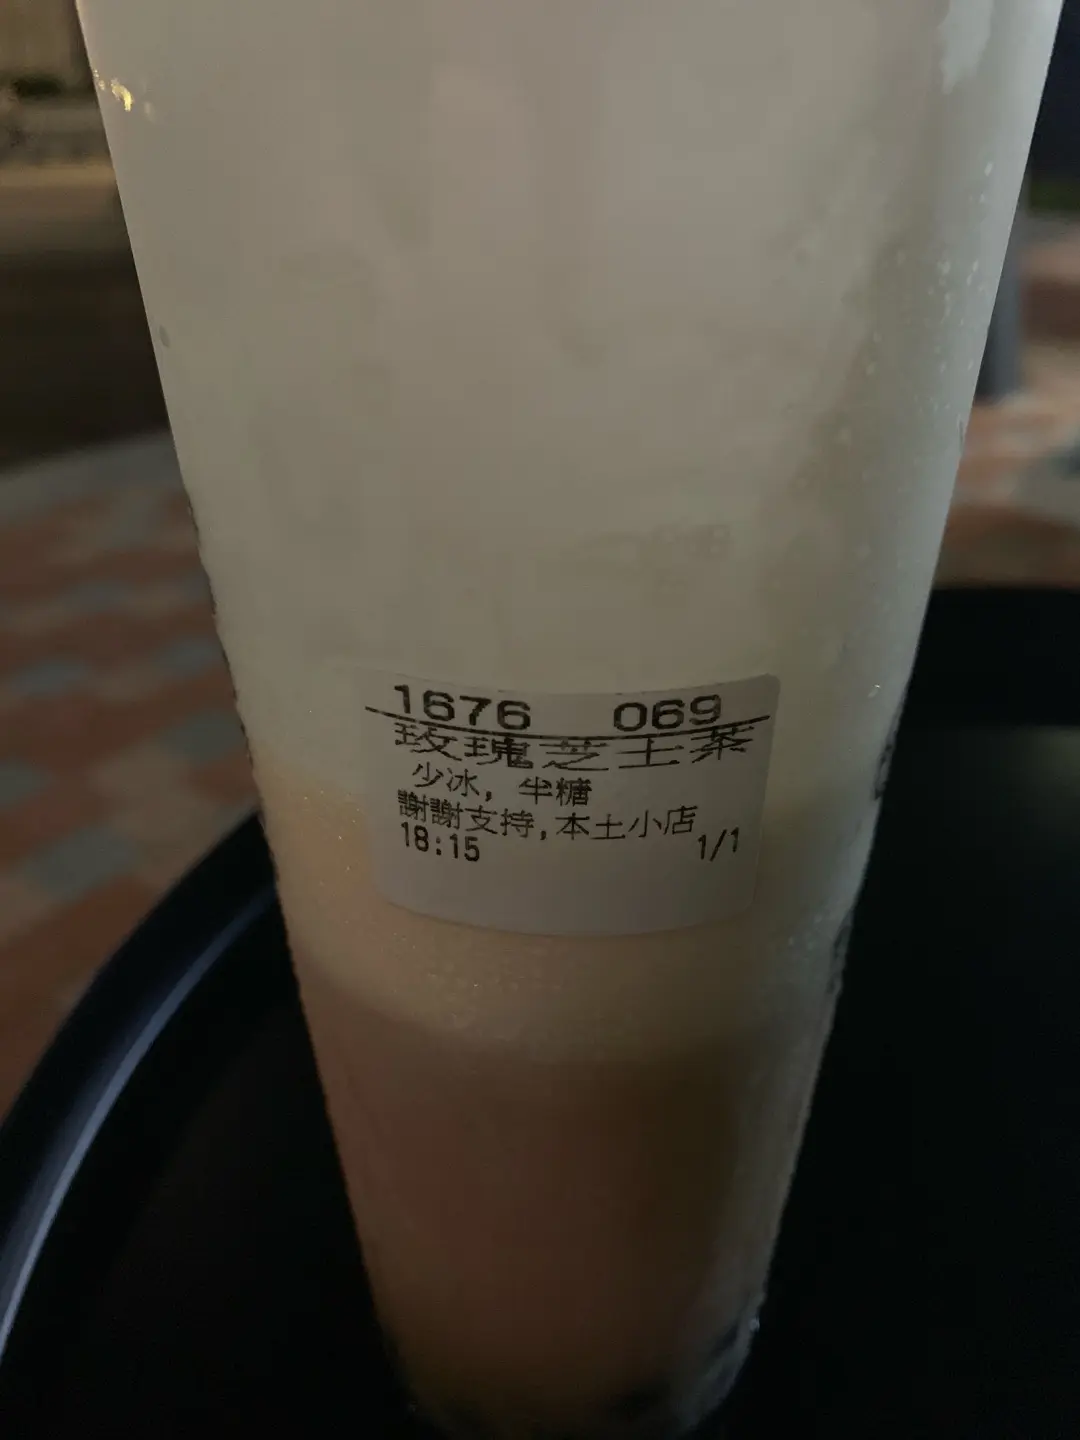 1676 069
玫瑰芝士茶
少冰, 半糖
謝謝支持,本土小店
18:15 1/1